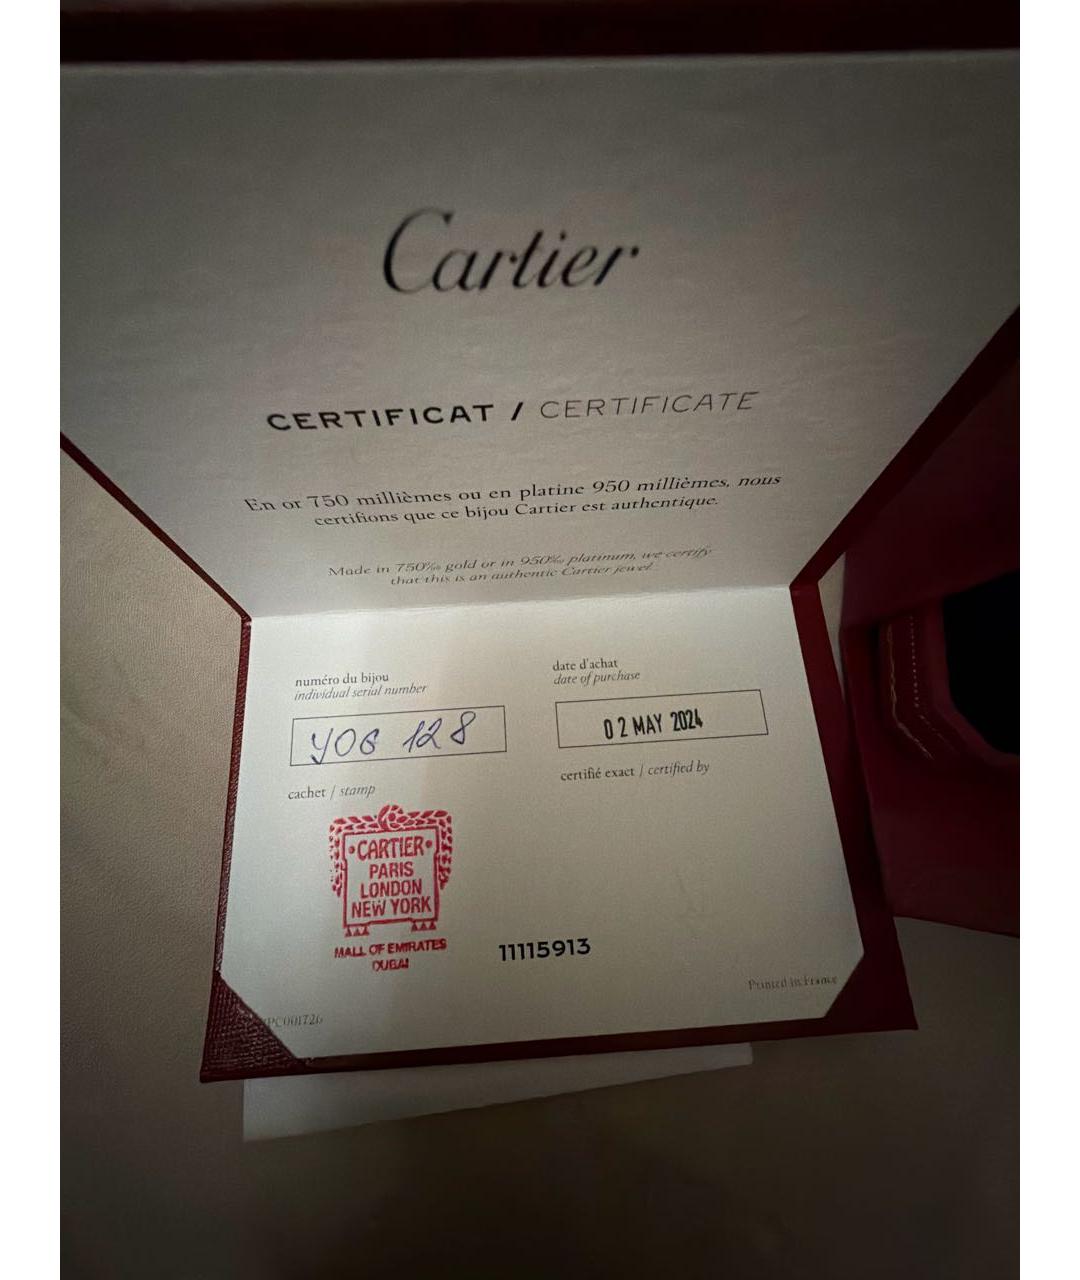 Cartier
CERTIFICAT / CERTIFICATE
En or 750 millièmes ou en platine 950 millièmes, nous
certifions que ce bijou Cartier est authentique.
Made in 750‰ gold or in 950‰ platinum, we certify
that this is an authentic Cartier jewel.
numéro du bijou
individual serial number
date d'achat
date of purchase
128
02 MAY 2024
cachet / stamp
certifié exact / certified by
CARTIER
PARIS
LONDON
NEW YORK
MALL OF EMIRATES
DUBAI
11115913
Printed in France